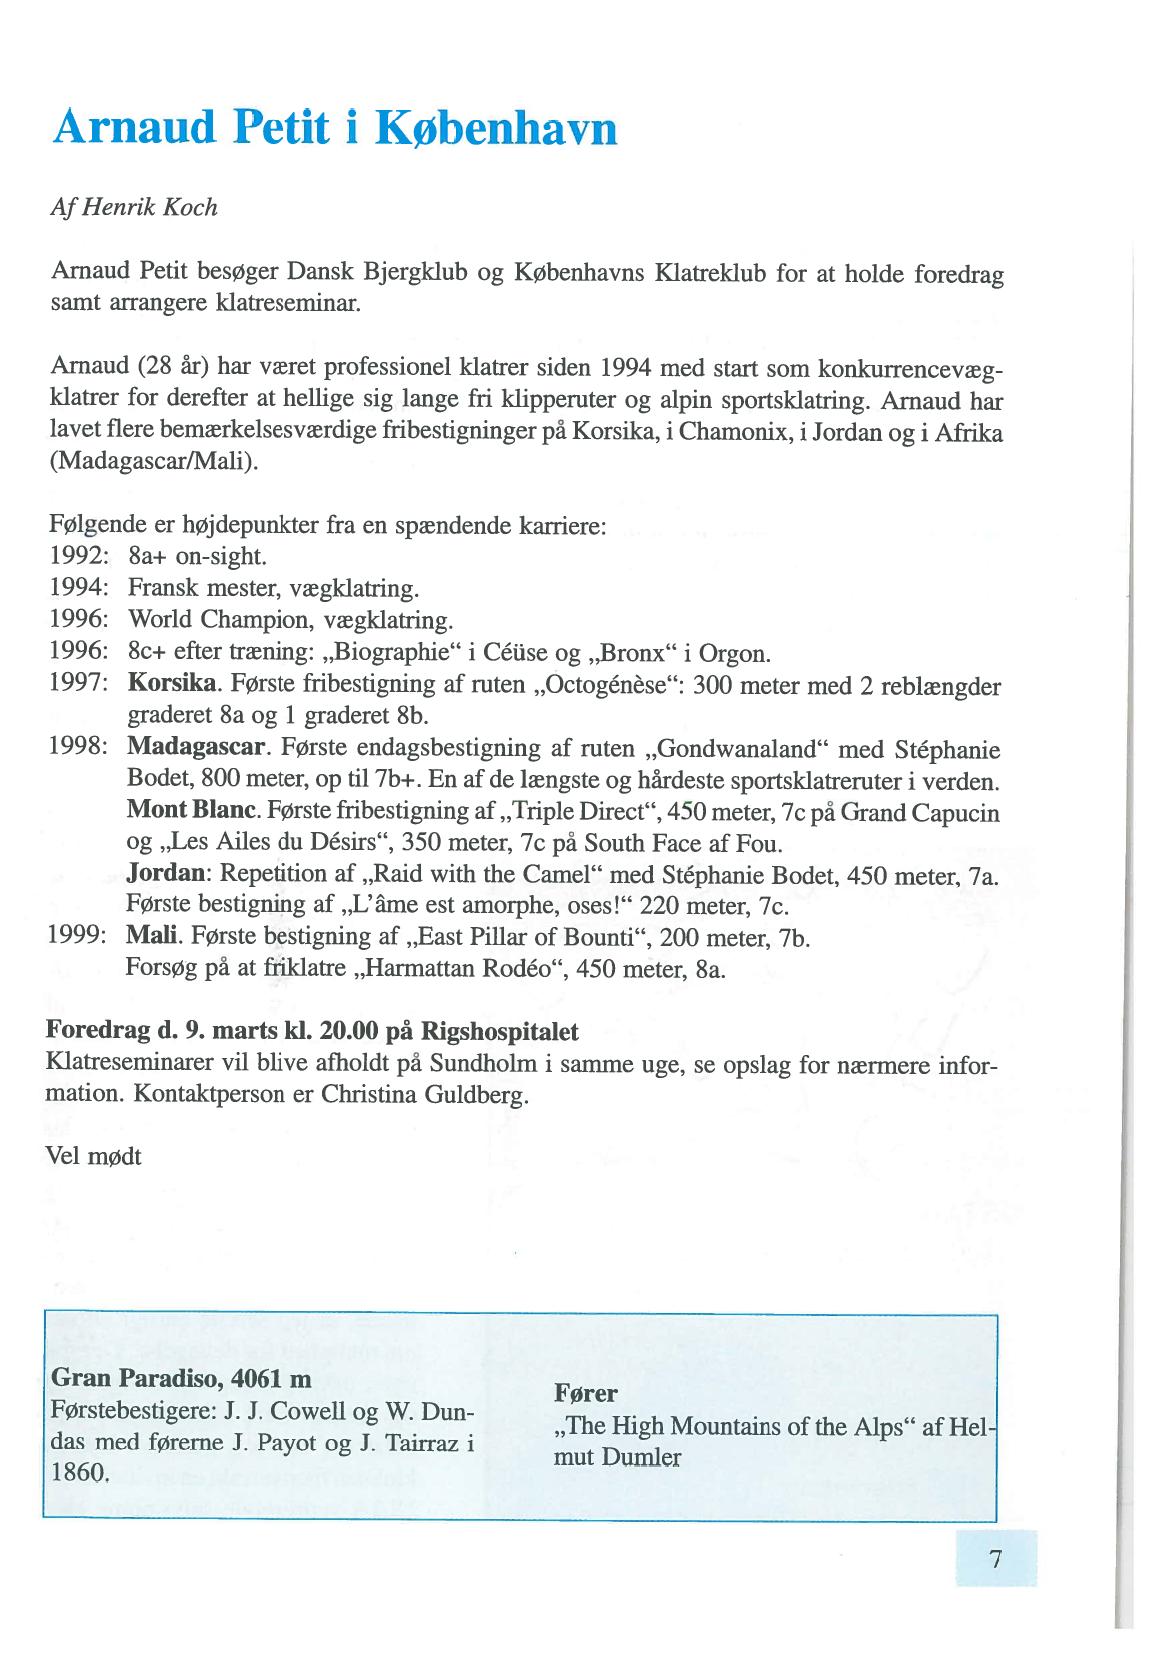 Arnaud Petit i København
Af Henrik Koch
Arnaud Petit besøger Dansk Bjergklub og Københavns Klatreklub for at holde foredrag
samt arrangere klatreseminar.
Arnaud (28 år) har været professionel klatrer siden 1994 med start som konkurrencevæg-
klatrer for derefter at hellige sig lange fri klipperuter og alpin sportsklatring. Arnaud har
lavet flere bemærkelsesværdige fribestigninger på Korsika, i Chamonix, i Jordan og i Afrika
(Madagascar/Mali).
Følgende er højdepunkter fra en spændende karriere:
1992: 8a+ on-sight.
1994: Fransk mester, vægklatring.
1996: World Champion, vægklatring.
1996: 8c+ efter træning: „Biographie“ i Céüse og „Bronx“ i Orgon.
1997: Korsika. Første fribestigning af ruten „Octogénèse“: 300 meter med 2 reblængder
graderet 8a og 1 graderet 8b.
1998: Madagascar. Første endagsbestigning af ruten „Gondwanaland“ med Stéphanie
Bodet, 800 meter, op til 7b+. En af de længste og hårdeste sportsklatreruter i verden.
Mont Blanc. Første fribestigning af „Triple Direct“, 450 meter, 7c på Grand Capucin
og „Les Ailes du Désirs“, 350 meter, 7c på South Face af Fou.
Jordan: Repetition af „Raid with the Camel“ med Stéphanie Bodet, 450 meter, 7a.
Første bestigning af „L’âme est amorphe, oses!“ 220 meter, 7c.
1999: Mali. Første bestigning af „East Pillar of Bounti“, 200 meter, 7b.
Forsøg på at friklatre „Harmattan Rodéo“, 450 meter, 8a.
Foredrag d. 9. marts kl. 20.00 på Rigshospitalet
Klatreseminarer vil blive afholdt på Sundholm i samme uge, se opslag for nærmere infor-
mation. Kontaktperson er Christina Guldberg.
Vel mødt
Gran Paradiso, 4061 m
Førstebestigere: J. J. Cowell og W. Dun-
das med førerne J. Payot og J. Tairraz i
1860.
Fører
„The High Mountains of the Alps“ af Hel-
mut Dumler
7